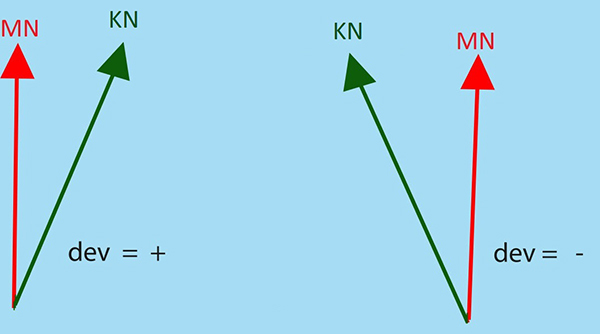 MN
KN
dev = +
KN
MN
dev = -